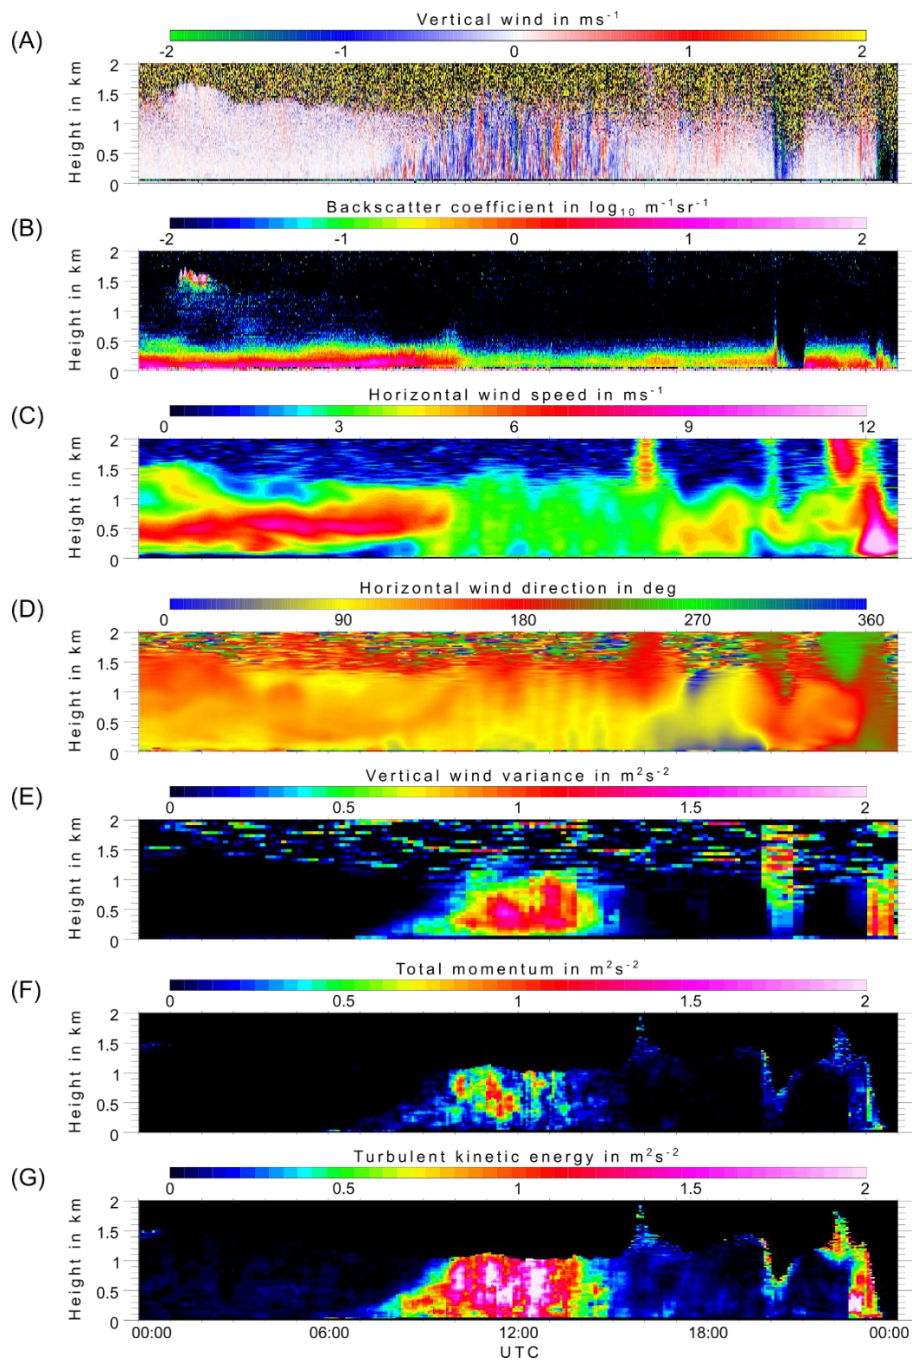 (A)
Vertical wind in ms⁻¹
-2 -1 0 1 2
Height in km
2
1.5
1
0.5
0
(B)
Backscatter coefficient in log₁₀ m⁻¹sr⁻¹
-2 -1 0 1 2
Height in km
2
1.5
1
0.5
0
(C)
Horizontal wind speed in ms⁻¹
0 3 6 9 12
Height in km
2
1.5
1
0.5
0
(D)
Horizontal wind direction in deg
0 90 180 270 360
Height in km
2
1.5
1
0.5
0
(E)
Vertical wind variance in m²s⁻²
0 0.5 1 1.5 2
Height in km
2
1.5
1
0.5
0
(F)
Total momentum in m²s⁻²
0 0.5 1 1.5 2
Height in km
2
1.5
1
0.5
0
(G)
Turbulent kinetic energy in m²s⁻²
0 0.5 1 1.5 2
Height in km
2
1.5
1
0.5
0
00:00 06:00 12:00 18:00 00:00
UTC